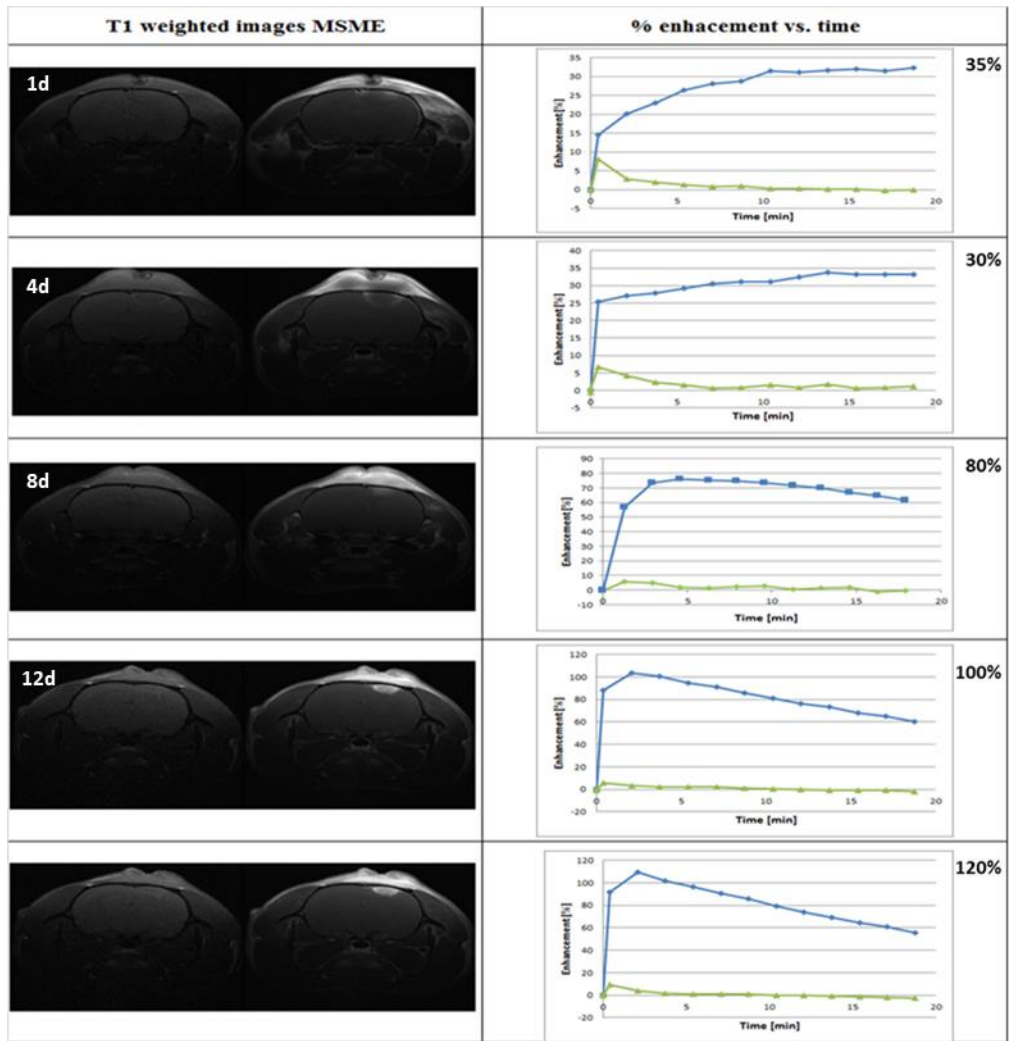 T1 weighted images MSME
% enhacement vs. time
1d
35
30
25
20
15
10
5
0
-5
Enhancement[%]
0 5 10 15 20
Time [min]
35%
4d
40
35
30
25
20
15
10
5
0
-5
Enhancement[%]
0 5 10 15 20
Time [min]
30%
8d
90
80
70
60
50
40
30
20
10
0
-10
Enhancement[%]
0 5 10 15 20
Time [min]
80%
12d
120
100
80
60
40
20
0
-20
Enhancement[%]
0 5 10 15 20
Time [min]
100%
120
100
80
60
40
20
0
-20
Enhancement[%]
0 5 10 15 20
Time [min]
120%